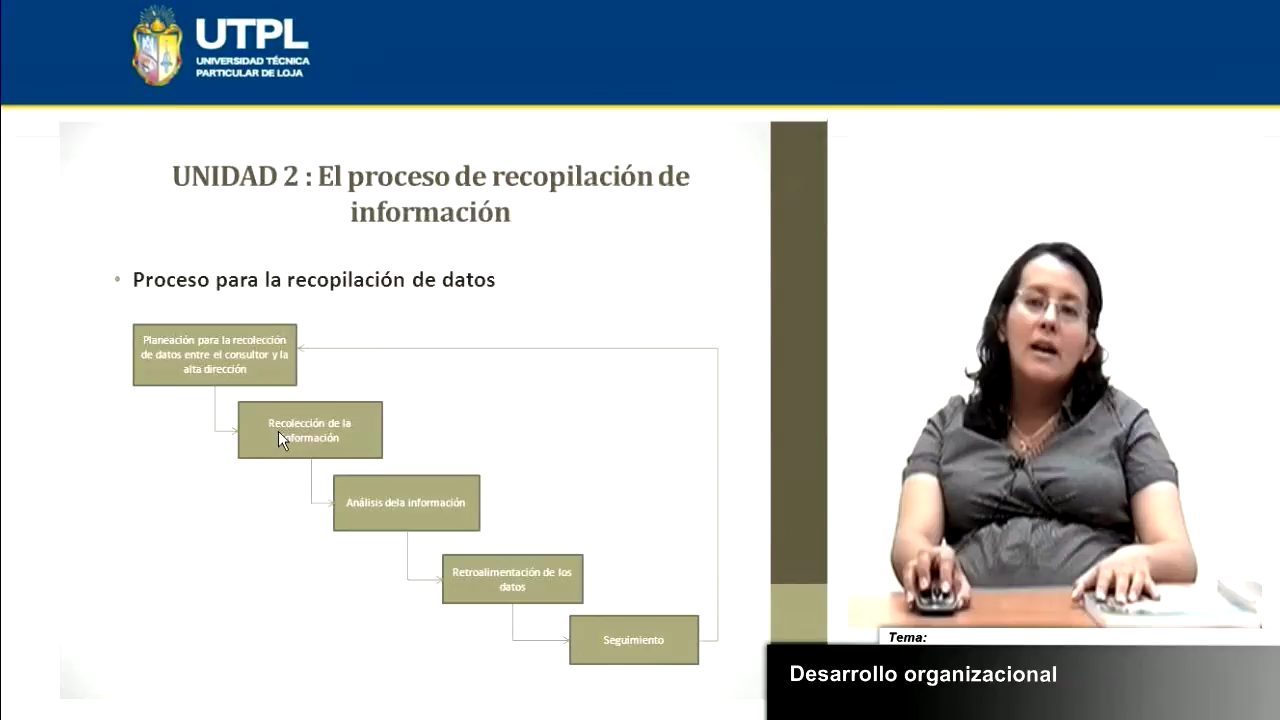 UTPL
UNIVERSIDAD TÉCNICA
PARTICULAR DE LOJA
UNIDAD 2 : El proceso de recopilación de
información
• Proceso para la recopilación de datos
Planeación para la recolección
de datos entre el consultor y la
alta dirección
Recolección de la
información
Análisis dela información
Retroalimentación de los
datos
Seguimiento
Tema:
Desarrollo organizacional